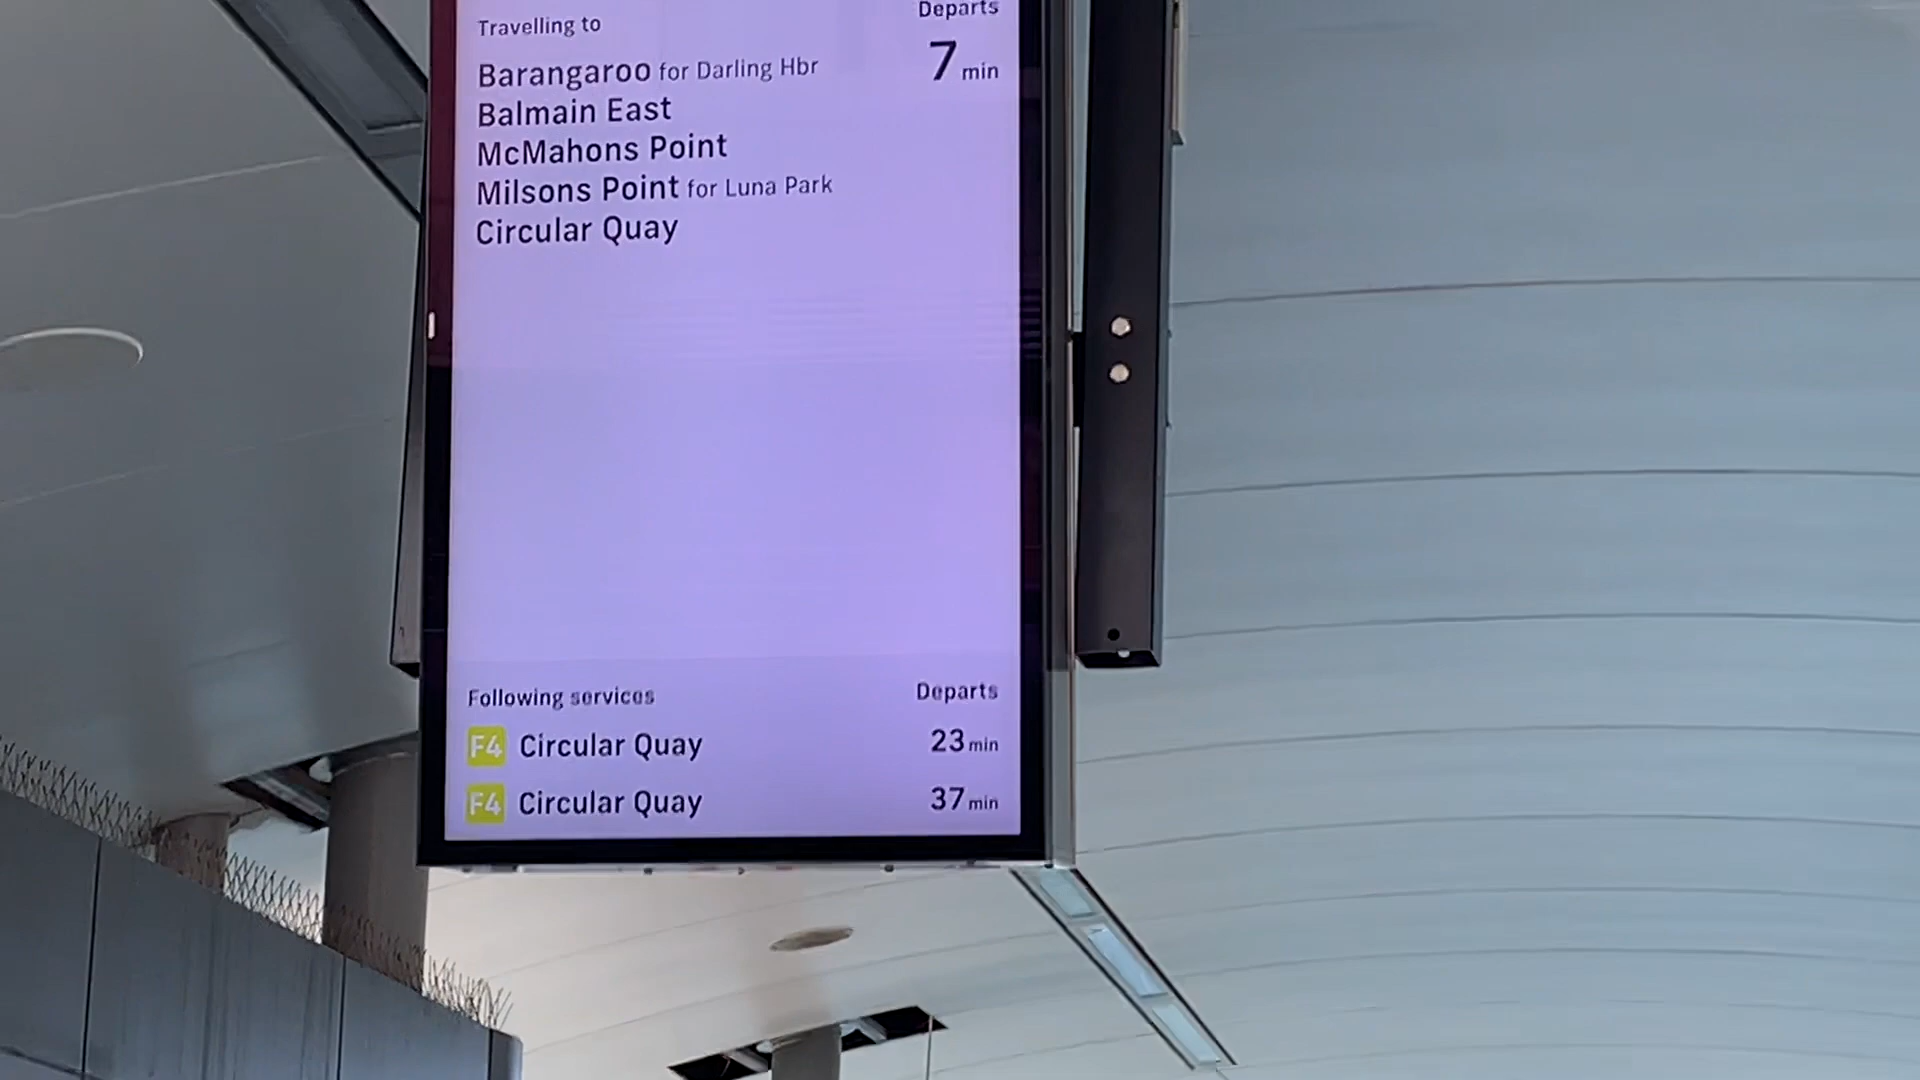 Travelling to Departs
Barangaroo for Darling Hbr 7 min
Balmain East
McMahons Point
Milsons Point for Luna Park
Circular Quay
Following services Departs
F4 Circular Quay 23 min
F4 Circular Quay 37 min